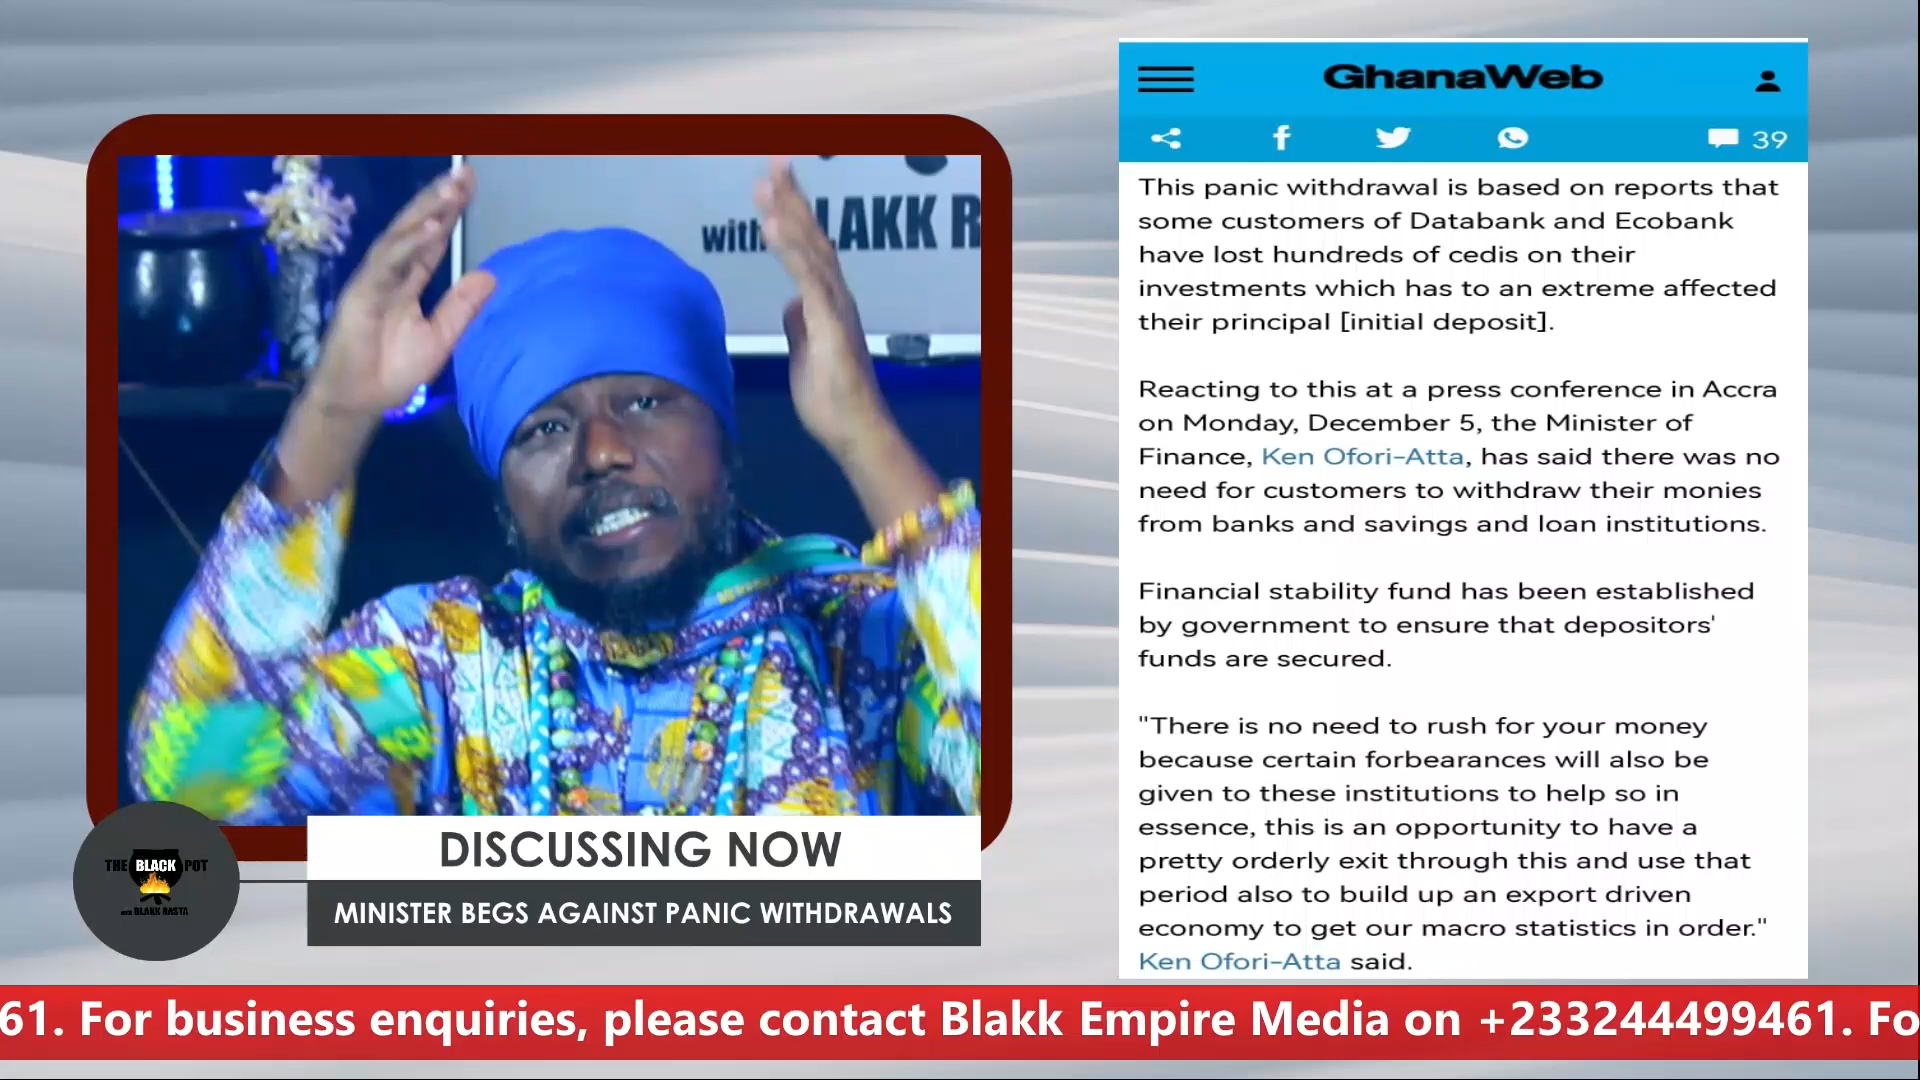 with BLAKK R
DISCUSSING NOW
MINISTER BEGS AGAINST PANIC WITHDRAWALS
THE BLACK POT
WITH BLAKK RASTA
GhanaWeb
39
This panic withdrawal is based on reports that
some customers of Databank and Ecobank
have lost hundreds of cedis on their
investments which has to an extreme affected
their principal [initial deposit].
Reacting to this at a press conference in Accra
on Monday, December 5, the Minister of
Finance, Ken Ofori-Atta, has said there was no
need for customers to withdraw their monies
from banks and savings and loan institutions.
Financial stability fund has been established
by government to ensure that depositors'
funds are secured.
"There is no need to rush for your money
because certain forbearances will also be
given to these institutions to help so in
essence, this is an opportunity to have a
pretty orderly exit through this and use that
period also to build up an export driven
economy to get our macro statistics in order."
Ken Ofori-Atta said.
61. For business enquiries, please contact Blakk Empire Media on +233244499461. Fo